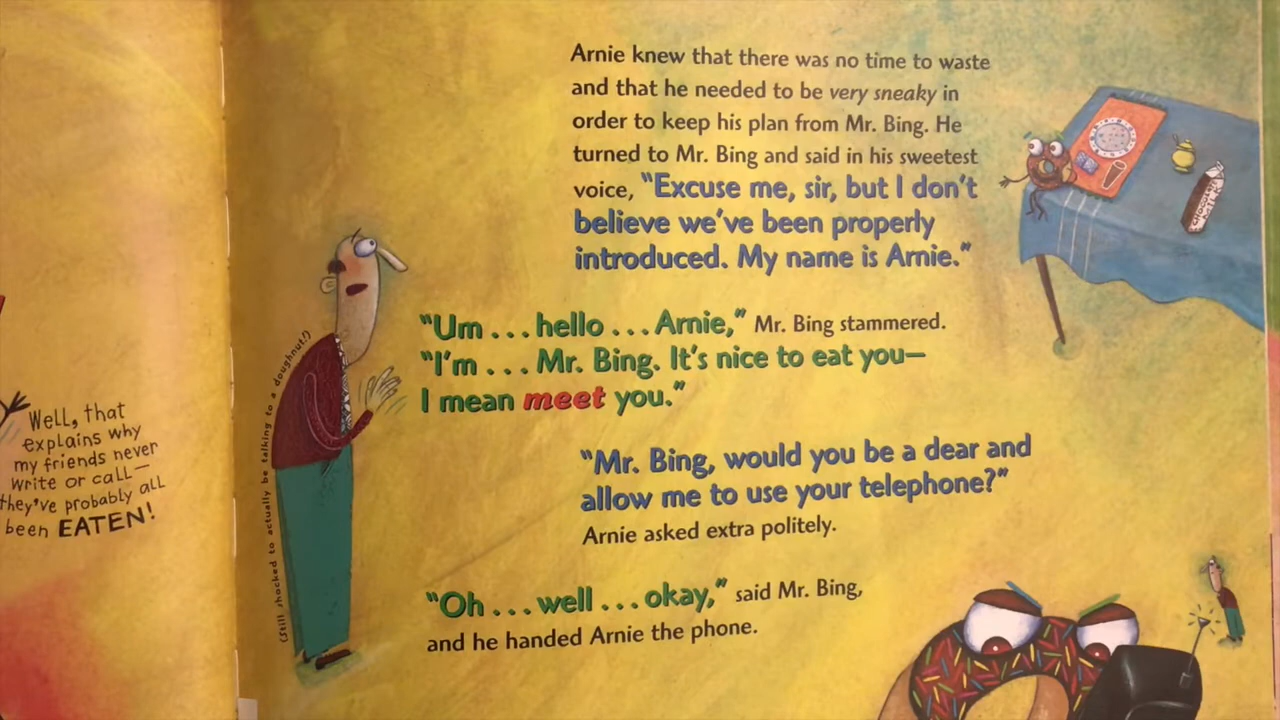 Well, that
explains why
my friends never
write or call—
they've probably all
been EATEN!
(Still shocked to actually be talking to a doughnut!)
Arnie knew that there was no time to waste
and that he needed to be very sneaky in
order to keep his plan from Mr. Bing. He
turned to Mr. Bing and said in his sweetest
voice, “Excuse me, sir, but I don't
believe we've been properly
introduced. My name is Arnie.”
“Um . . . hello . . . Arnie,” Mr. Bing stammered.
“I'm . . . Mr. Bing. It's nice to eat you—
I mean meet you.”
“Mr. Bing, would you be a dear and
allow me to use your telephone?”
Arnie asked extra politely.
“Oh . . . well . . . okay,” said Mr. Bing,
and he handed Arnie the phone.
CHOCOLATE
MILK